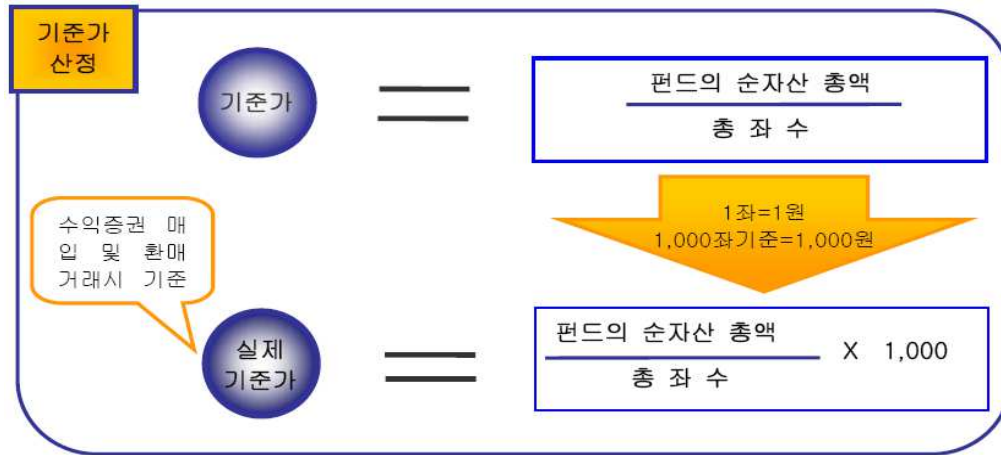 기준가
산정
기준가
펀드의 순자산 총액
총 좌 수
1좌=1원
1,000좌기준=1,000원
수익증권 매
입 및 환매
거래시 기준
실제
기준가
펀드의 순자산 총액
총 좌 수
X 1,000